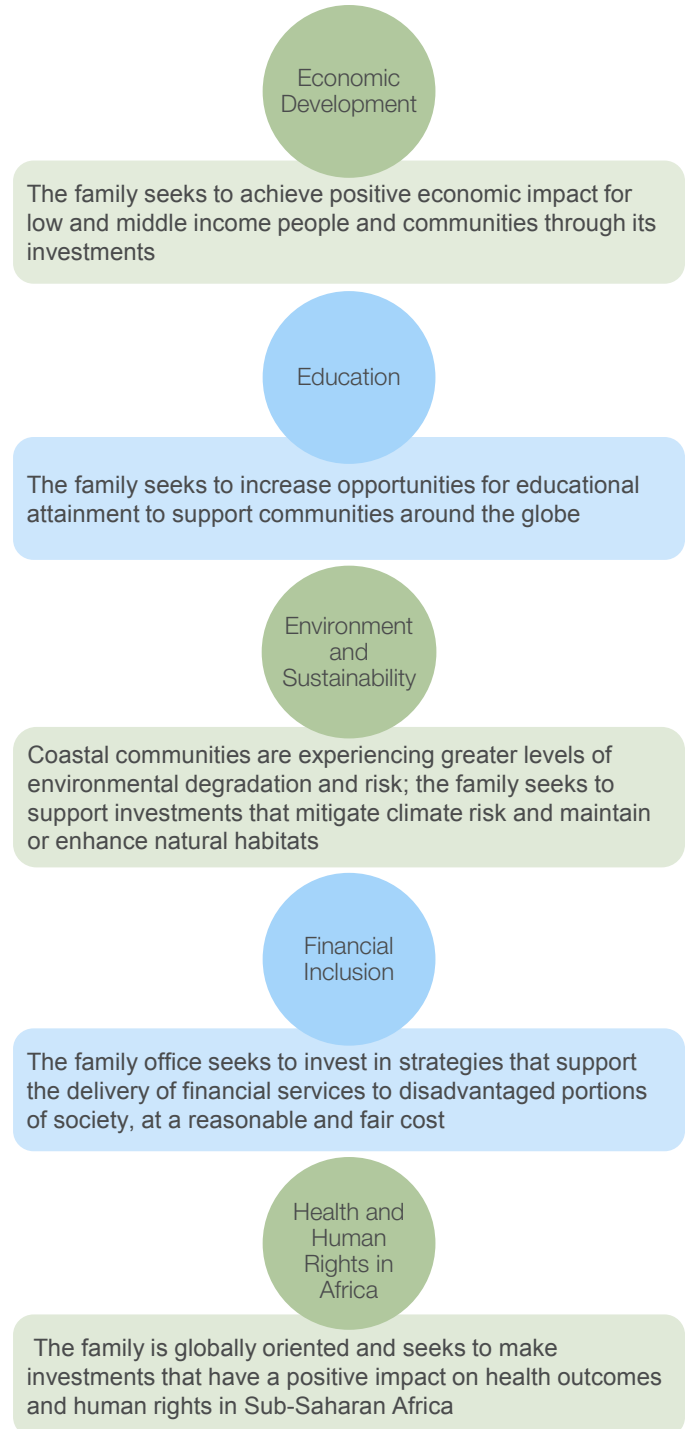 Economic
Development
The family seeks to achieve positive economic impact for
low and middle income people and communities through its
investments
Education
The family seeks to increase opportunities for educational
attainment to support communities around the globe
Environment
and
Sustainability
Coastal communities are experiencing greater levels of
environmental degradation and risk; the family seeks to
support investments that mitigate climate risk and maintain
or enhance natural habitats
Financial
Inclusion
The family office seeks to invest in strategies that support
the delivery of financial services to disadvantaged portions
of society, at a reasonable and fair cost
Health and
Human
Rights in
Africa
The family is globally oriented and seeks to make
investments that have a positive impact on health outcomes
and human rights in Sub-Saharan Africa